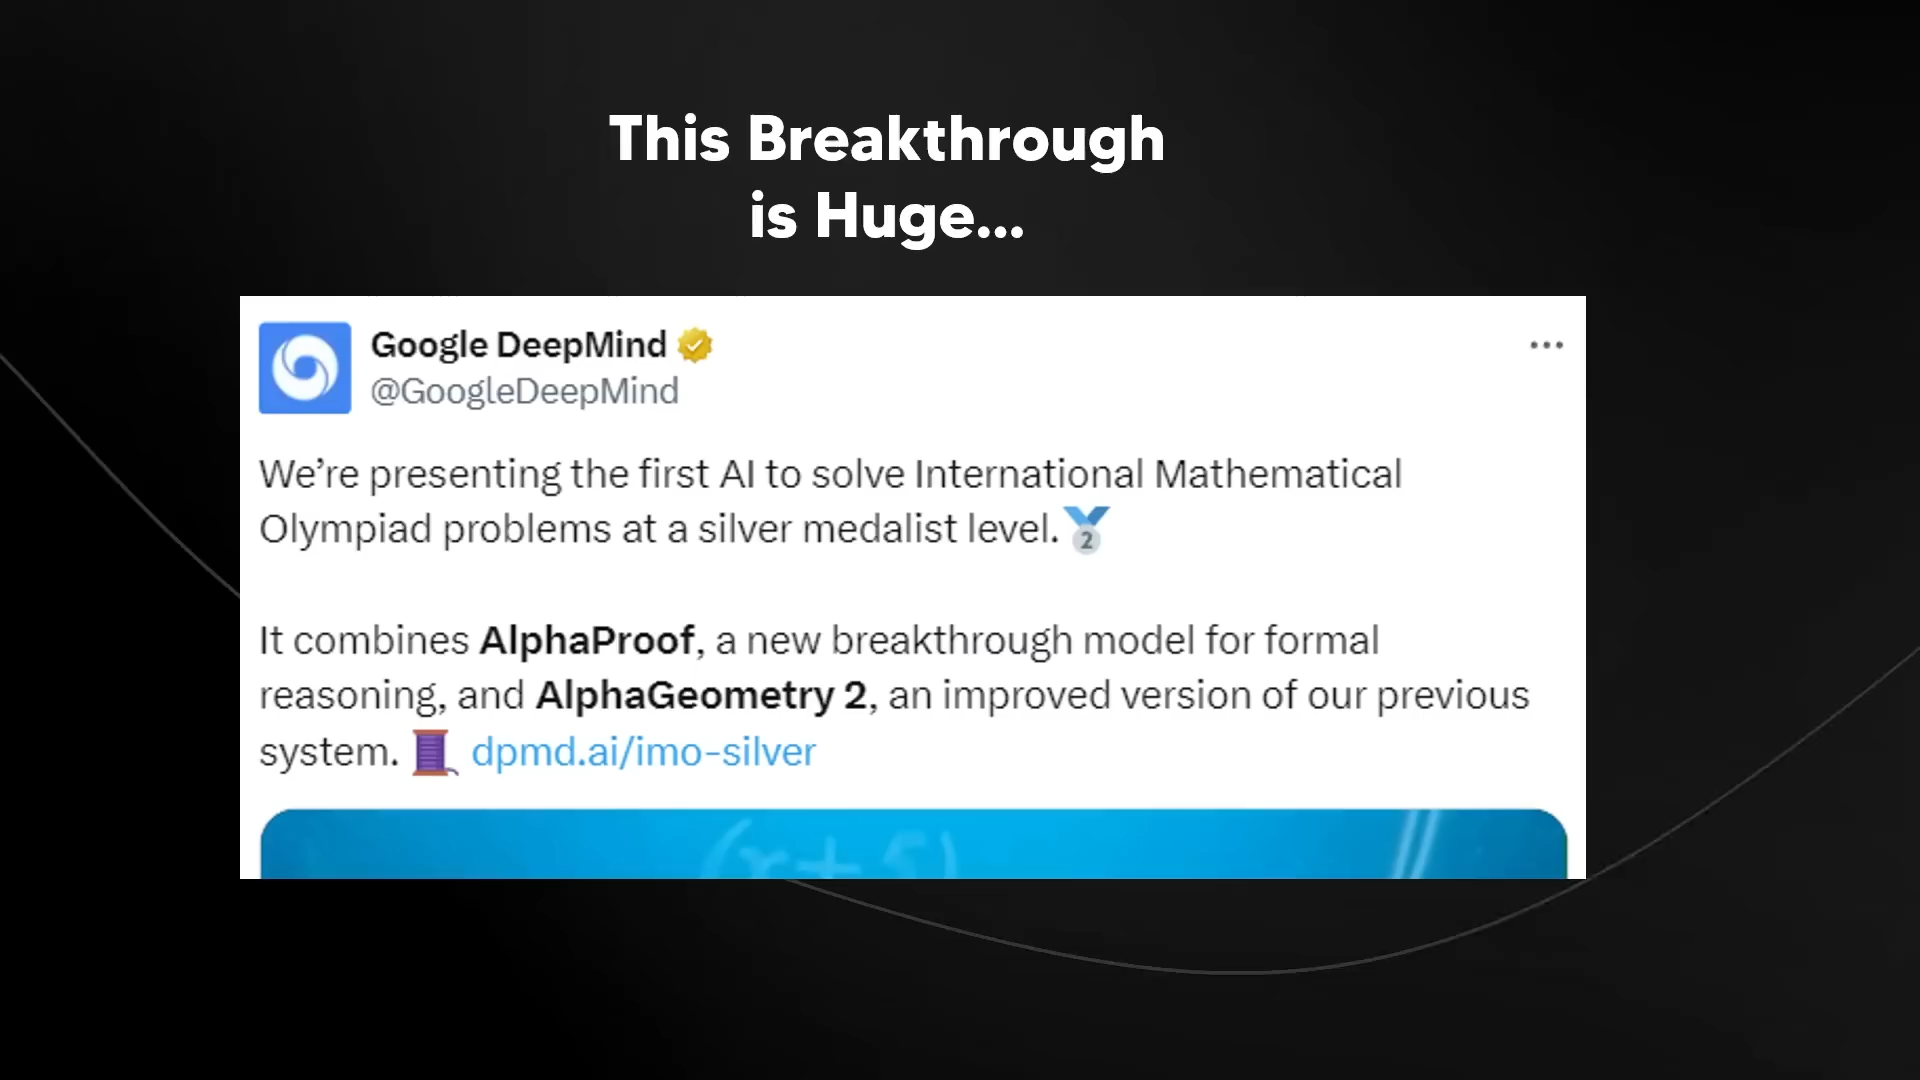 This Breakthrough
is Huge...
Google DeepMind
@GoogleDeepMind
We’re presenting the first AI to solve International Mathematical
Olympiad problems at a silver medalist level.🥈
It combines AlphaProof, a new breakthrough model for formal
reasoning, and AlphaGeometry 2, an improved version of our previous
system. 🧵 dpmd.ai/imo-silver
(x+5)